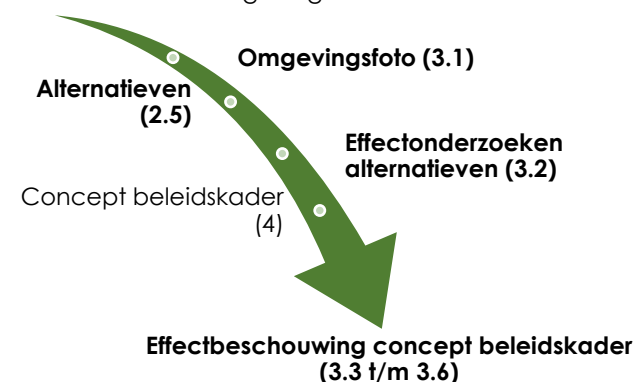 Omgevingsfoto (3.1)
Alternatieven
(2.5)
Effectonderzoeken
alternatieven (3.2)
Concept beleidskader
(4)
Effectbeschouwing concept beleidskader
(3.3 t/m 3.6)